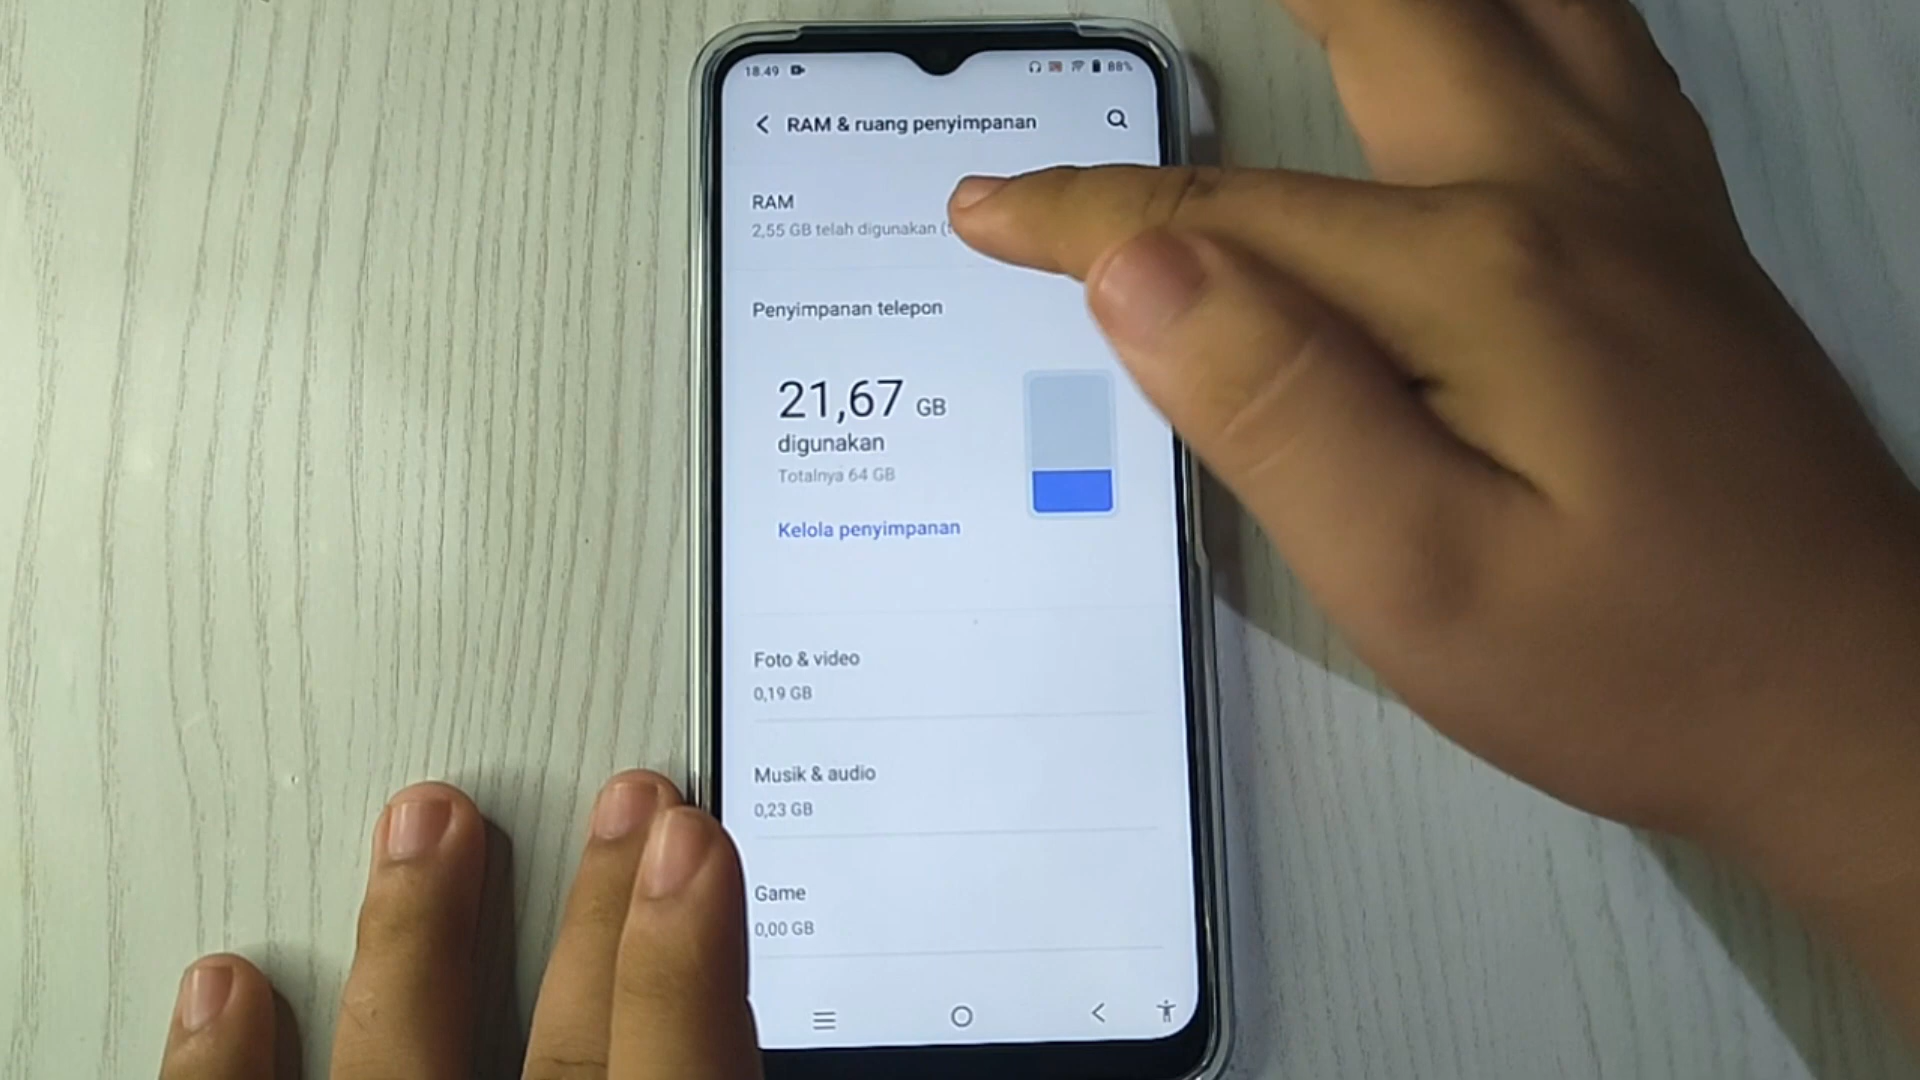 18.49
88%
RAM & ruang penyimpanan
RAM
2,55 GB telah digunakan (
Penyimpanan telepon
21,67 GB
digunakan
Totalnya 64 GB
Kelola penyimpanan
Foto & video
0,19 GB
Musik & audio
0,23 GB
Game
0,00 GB